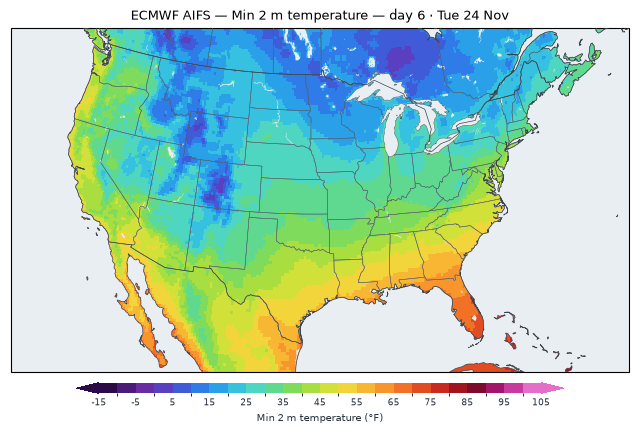 ECMWF AIFS — Min 2 m temperature — day 6 · Tue 24 Nov
-15 -5 5 15 25 35 45 55 65 75 85 95 105
Min 2 m temperature (°F)